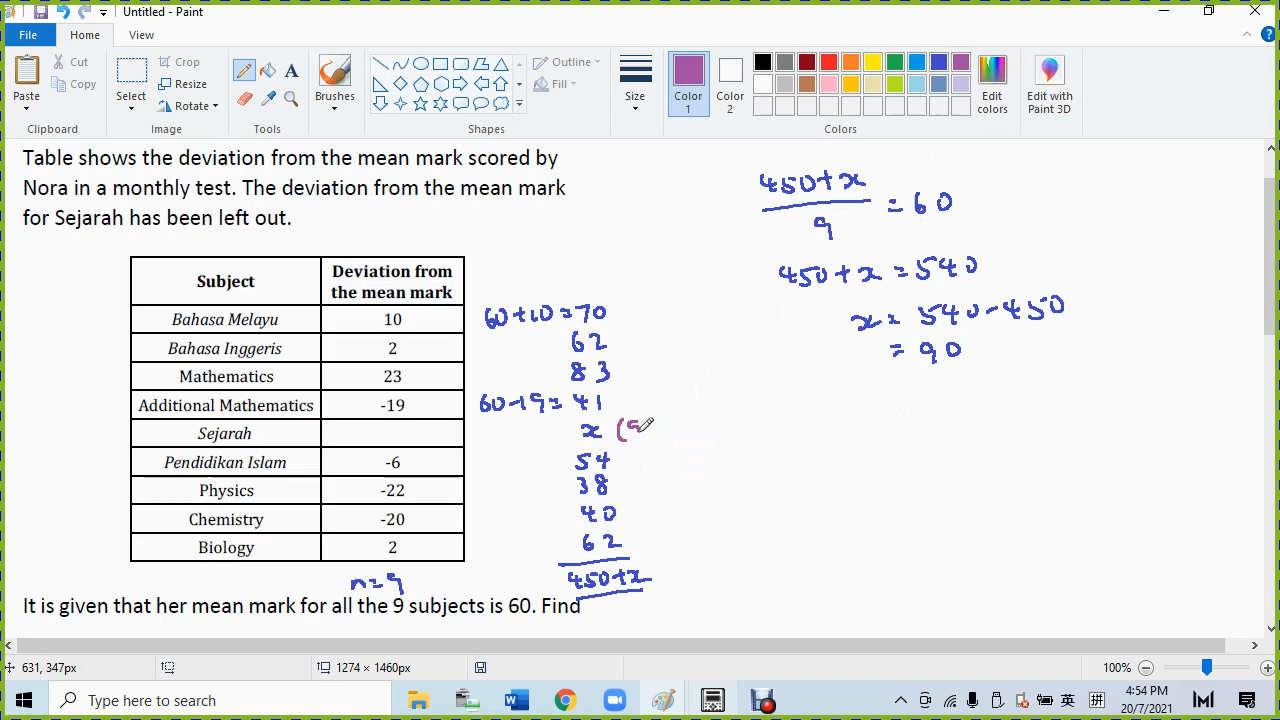 Untitled - Paint
File Home View
Cut
Copy
Paste
Clipboard
Select
Crop
Resize
Rotate
Image
A
Tools
Brushes
Outline
Fill
Shapes
Size
Color 1
Color 2
Edit colors
Edit with Paint 3D
Colors
Table shows the deviation from the mean mark scored by
Nora in a monthly test. The deviation from the mean mark
for Sejarah has been left out.
Subject Deviation from the mean mark
Bahasa Melayu 10 60+10=70
Bahasa Inggeris 2 62
Mathematics 23 83
Additional Mathematics -19 60-19=41
Sejarah x (9
Pendidikan Islam -6 54
Physics -22 38
Chemistry -20 40
Biology 2 62
n=9 450+x
It is given that her mean mark for all the 9 subjects is 60. Find
450+x
9
=60
450+x=540
x=540-450
=90
631, 347px
1274 × 1460px
100%
Type here to search
英
拼
4:54 PM
20/7/2021